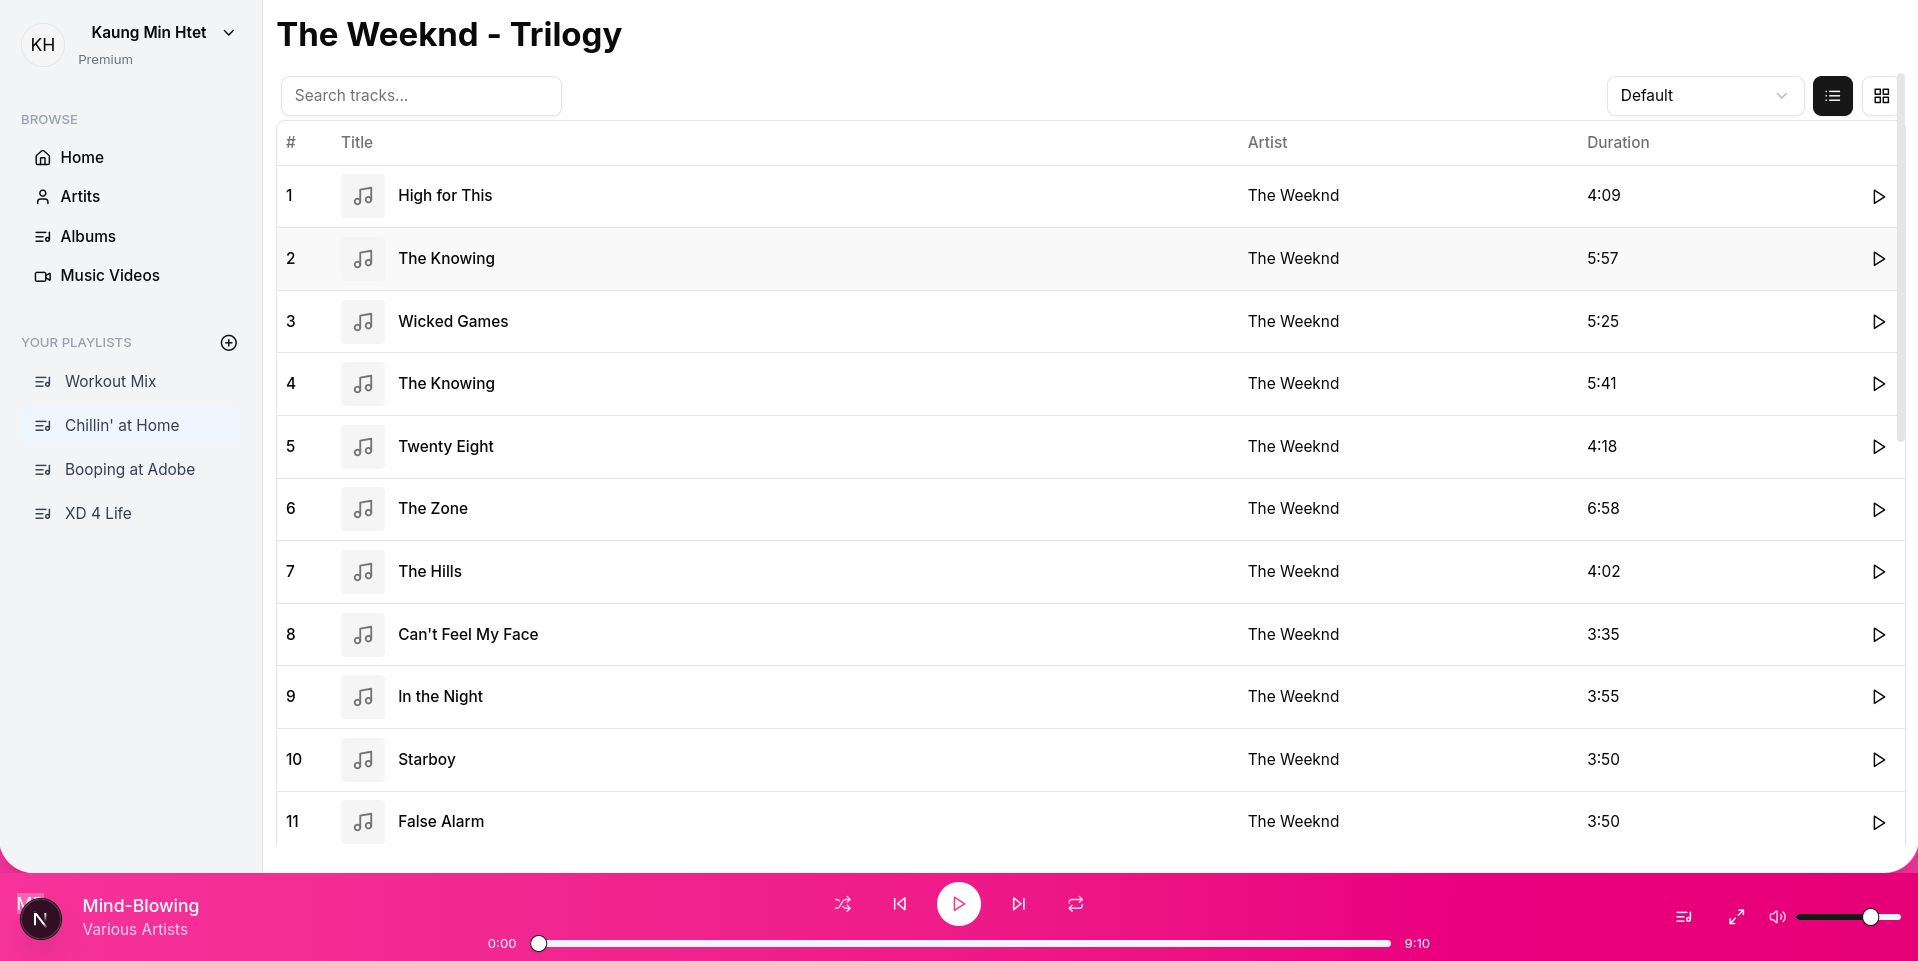 KH
Kaung Min Htet
Premium
BROWSE
Home
Artits
Albums
Music Videos
YOUR PLAYLISTS
Workout Mix
Chillin' at Home
Booping at Adobe
XD 4 Life
The Weeknd - Trilogy
Search tracks...
Default
# Title Artist Duration
1 High for This The Weeknd 4:09
2 The Knowing The Weeknd 5:57
3 Wicked Games The Weeknd 5:25
4 The Knowing The Weeknd 5:41
5 Twenty Eight The Weeknd 4:18
6 The Zone The Weeknd 6:58
7 The Hills The Weeknd 4:02
8 Can't Feel My Face The Weeknd 3:35
9 In the Night The Weeknd 3:55
10 Starboy The Weeknd 3:50
11 False Alarm The Weeknd 3:50
N
Mind-Blowing
Various Artists
0:00
9:10